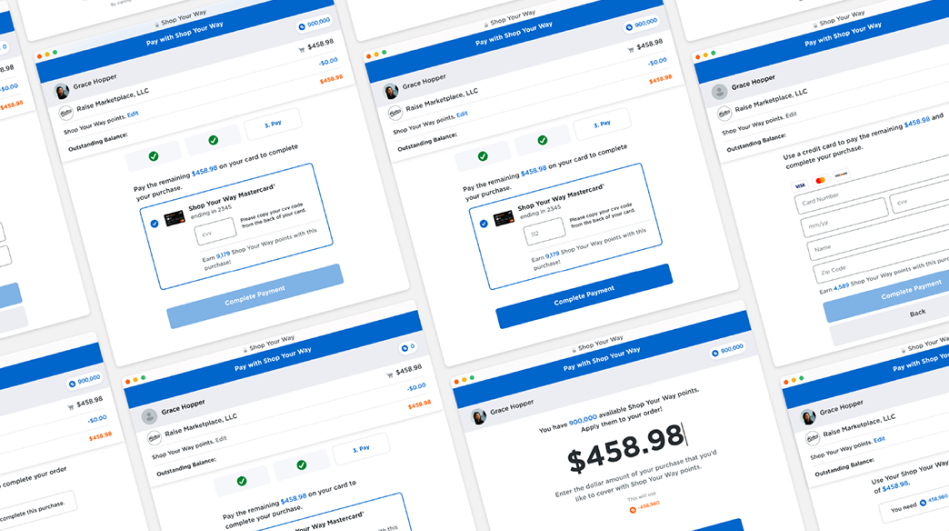 0
-$0.00
$458.98
Shop Your Way
Pay with Shop Your Way
900,000
Grace Hopper
$458.98
Raise Marketplace, LLC
-$0.00
Shop Your Way points. Edit
$458.98
Outstanding Balance:
3. Pay
Pay the remaining $458.98 on your card to complete
your purchase.
Shop Your Way Mastercard
ending in 2345
cvv
Please copy your cvv code
from the back of your card.
Earn 9,179 Shop Your Way points with this
purchase!
Complete Payment
Shop Your Way
Pay with Shop Your Way
900,000
Grace Hopper
$458.98
Raise Marketplace, LLC
-$0.00
Shop Your Way points. Edit
$458.98
Outstanding Balance:
3. Pay
Pay the remaining $458.98 on your card to complete
your purchase.
Shop Your Way Mastercard
ending in 2345
Please copy your cvv code
from the back of your card.
Earn 9,179 Shop Your Way points with this
purchase!
Complete Payment
Shop Your Way
Pay with Shop Your Way
Grace Hopper
Raise Marketplace, LLC
Shop Your Way points. Edit
Outstanding Balance:
Use a credit card to pay the remaining $458.98 and
complete your purchase.
VISA
Card Number
mm/yy
cvv
Name
Zip Code
Earn 4,589 Shop Your Way points with this purc
Complete Payment
Back
Pay with Shop Your Way
900,000
$458.98
-$0.00
$458.98
complete your order
complete this purchase.
Shop Your Way
Pay with Shop Your Way
0
Grace Hopper
$458.98
Raise Marketplace, LLC
-$0.00
Shop Your Way points. Edit
$458.98
Outstanding Balance:
3. Pay
Pay the remaining $458.98 on your card to
complete your purchase.
Shop Your Way Mastercard
Shop Your Way
Pay with Shop Your Way
900,000
Grace Hopper
You have 900,000 available Shop Your Way points.
Apply them to your order!
$458.98
Enter the dollar amount of your purchase that you'd
like to cover with Shop Your Way points.
This will use
-458,980
Shop Your Way
Pay with Shop
Grace Hopper
Raise Marketplace, LLC
Shop Your Way points. Edit
Outstanding Balance:
Use Your Shop Your Way
of $458.98.
You need 458,980